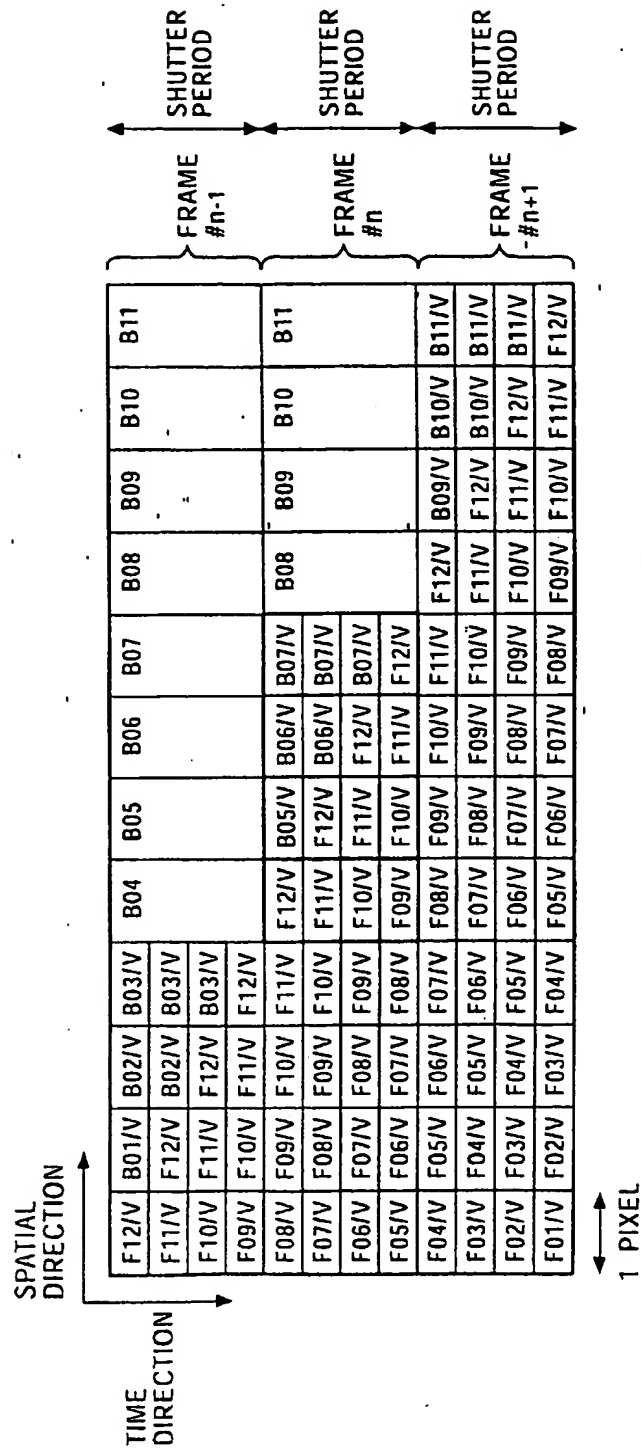 SPATIAL
DIRECTION
TIME
DIRECTION
F12/V B01/V B02/V B03/V B04 B05 B06 B07 B08 B09 B10 B11
F11/V F12/V B02/V B03/V
F10/V F11/V F12/V B03/V
F09/V F10/V F11/V F12/V
F08/V F09/V F10/V F11/V F12/V B05/V B06/V B07/V B08 B09 B10 B11
F07/V F08/V F09/V F10/V F11/V F12/V B06/V B07/V
F06/V F07/V F08/V F09/V F10/V F11/V F12/V B07/V
F05/V F06/V F07/V F08/V F09/V F10/V F11/V F12/V
F04/V F05/V F06/V F07/V F08/V F09/V F10/V F11/V F12/V B09/V B10/V B11/V
F03/V F04/V F05/V F06/V F07/V F08/V F09/V F10/V F11/V F12/V B10/V B11/V
F02/V F03/V F04/V F05/V F06/V F07/V F08/V F09/V F10/V F11/V F12/V B11/V
F01/V F02/V F03/V F04/V F05/V F06/V F07/V F08/V F09/V F10/V F11/V F12/V
FRAME
#n-1
SHUTTER
PERIOD
FRAME
#n
SHUTTER
PERIOD
FRAME
#n+1
SHUTTER
PERIOD
1 PIXEL